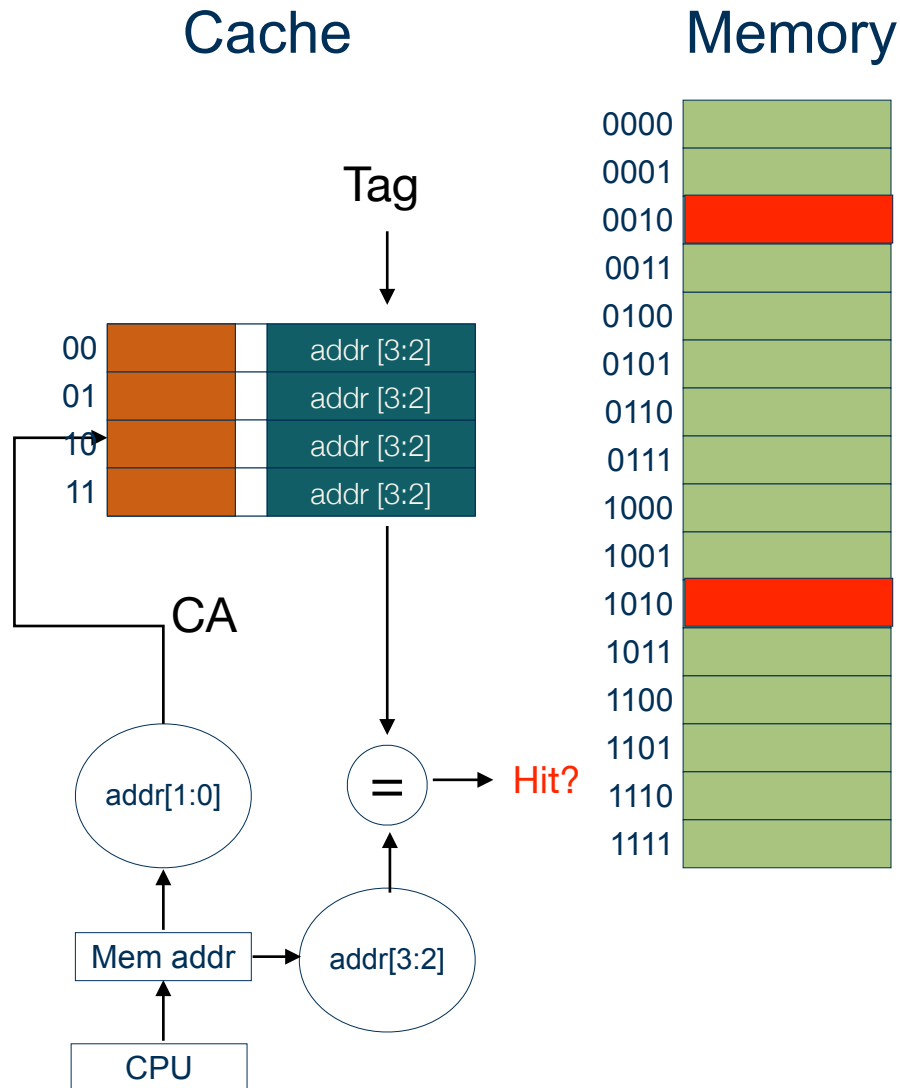 Cache
Memory
Tag
00
01
10
11
addr [3:2]
addr [3:2]
addr [3:2]
addr [3:2]
CA
addr[1:0]
=
Hit?
Mem addr
addr[3:2]
CPU
0000
0001
0010
0011
0100
0101
0110
0111
1000
1001
1010
1011
1100
1101
1110
1111